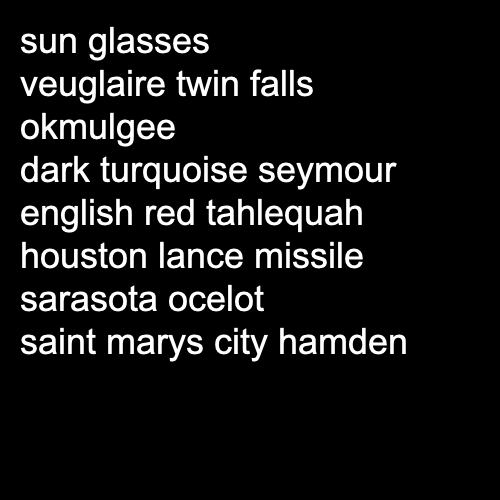 sun glasses
veuglaire twin falls
okmulgee
dark turquoise seymour
english red tahlequah
houston lance missile
sarasota ocelot
saint marys city hamden